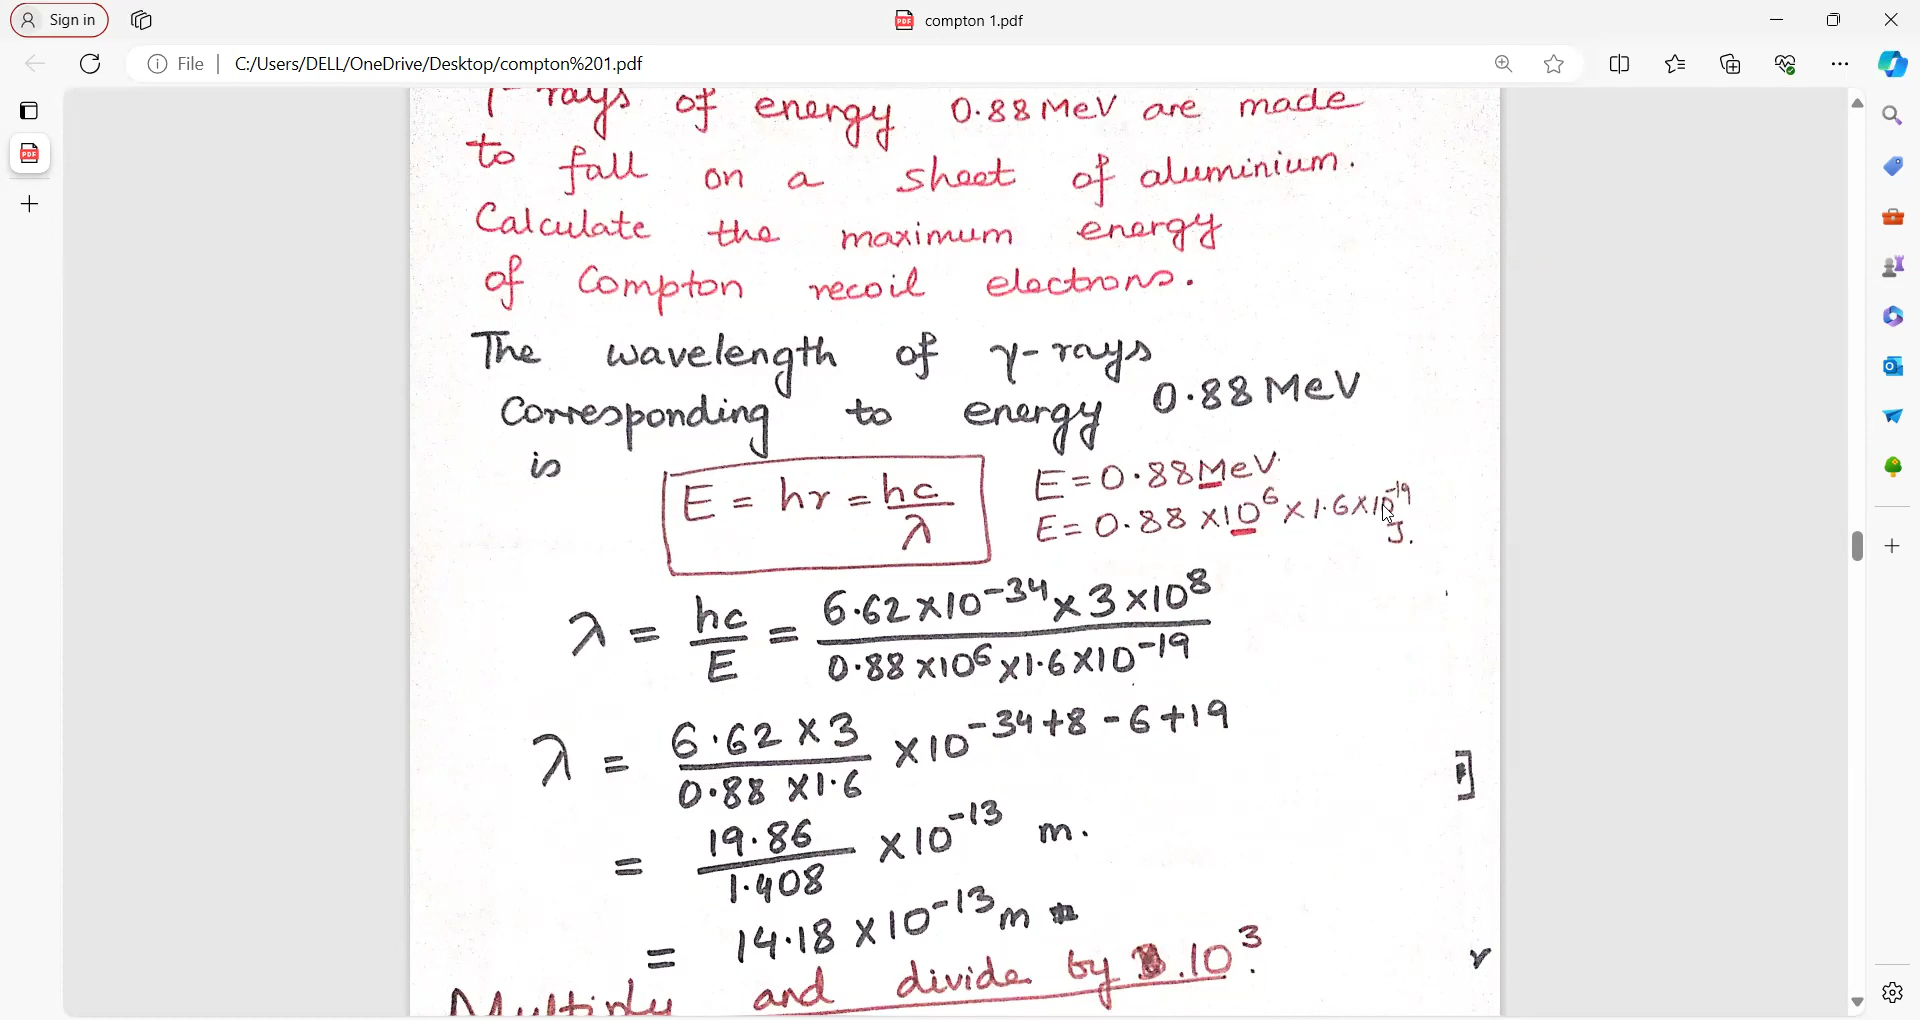 Sign in
compton 1.pdf
File
C:/Users/DELL/OneDrive/Desktop/compton%201.pdf
γ- rays of energy 0.88 MeV are made
to fall on a sheet of aluminium.
Calculate the maximum energy
of Compton recoil electrons.
The wavelength of γ-rays
Corresponding to energy 0.88 MeV
is
E = hν = hc/λ
E = 0.88 MeV.
E = 0.88 ×10⁶ × 1.6×10⁻¹⁹ J.
λ = hc/E = 6.62×10⁻³⁴ × 3×10⁸ / 0.88×10⁶×1.6×10⁻¹⁹
λ = 6.62 × 3 / 0.88 ×1.6 ×10⁻³⁴⁺⁸⁻⁶⁺¹⁹
= 19.86 / 1.408 ×10⁻¹³ m.
= 14.18 × 10⁻¹³ m
Multiply and divide by 10³.